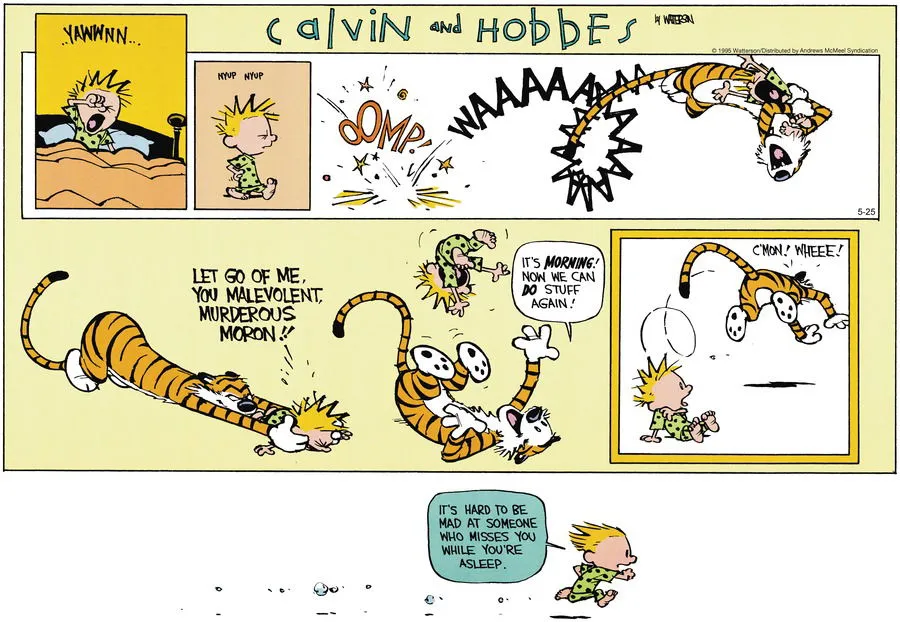 CALVIN AND HOBBES
by WATTERSON
© 1995 Watterson/Distributed by Andrews McMeel Syndication
..YAWWNN...
NYUP NYUP
OOMP!
WAAAAAAAAAAAAAA
5-25
LET GO OF ME,
YOU MALEVOLENT,
MURDEROUS
MORON!!
IT'S MORNING!
NOW WE CAN
DO STUFF
AGAIN!
C'MON! WHEEE!
IT'S HARD TO BE
MAD AT SOMEONE
WHO MISSES YOU
WHILE YOU'RE
ASLEEP.